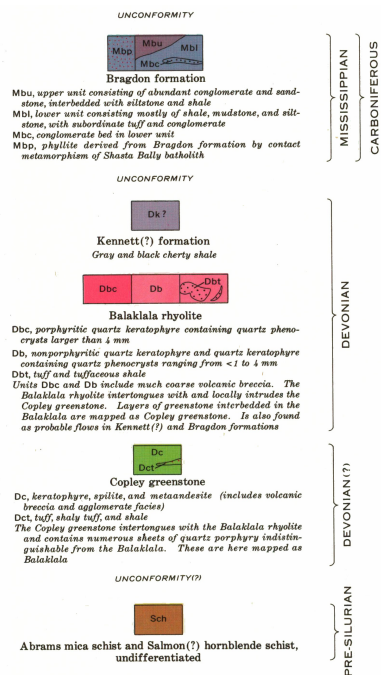 UNCONFORMITY
Mbp
Mbu
Mbl
Mbc
Bragdon formation
Mbu, upper unit consisting of abundant conglomerate and sand-
stone, interbedded with siltstone and shale
Mbl, lower unit consisting mostly of shale, mudstone, and silt-
stone, with subordinate tuff and conglomerate
Mbc, conglomerate bed in lower unit
Mbp, phyllite derived from Bragdon formation by contact
metamorphism of Shasta Bally batholith
MISSISSIPPIAN
CARBONIFEROUS
UNCONFORMITY
Dk?
Kennett(?) formation
Gray and black cherty shale
Dbc
Db
Dbt
Balaklala rhyolite
Dbc, porphyritic quartz keratophyre containing quartz pheno-
crysts larger than 4 mm
Db, nonporphyritic quartz keratophyre and quartz keratophyre
containing quartz phenocrysts ranging from <1 to 4 mm
Dbt, tuff and tuffaceous shale
Units Dbc and Db include much coarse volcanic breccia. The
Balaklala rhyolite intertongues with and locally intrudes the
Copley greenstone. Layers of greenstone interbedded in the
Balaklala are mapped as Copley greenstone. Is also found
as probable flows in Kennett(?) and Bragdon formations
DEVONIAN
Dc
Dct
Copley greenstone
Dc, keratophyre, spilite, and metaandesite (includes volcanic
breccia and agglomerate facies)
Dct, tuff, shaly tuff, and shale
The Copley greenstone intertongues with the Balaklala rhyolite
and contains numerous sheets of quartz porphyry indistin-
guishable from the Balaklala. These are here mapped as
Balaklala
DEVONIAN(?)
UNCONFORMITY(?)
Sch
Abrams mica schist and Salmon(?) hornblende schist,
undifferentiated
PRE-SILURIAN